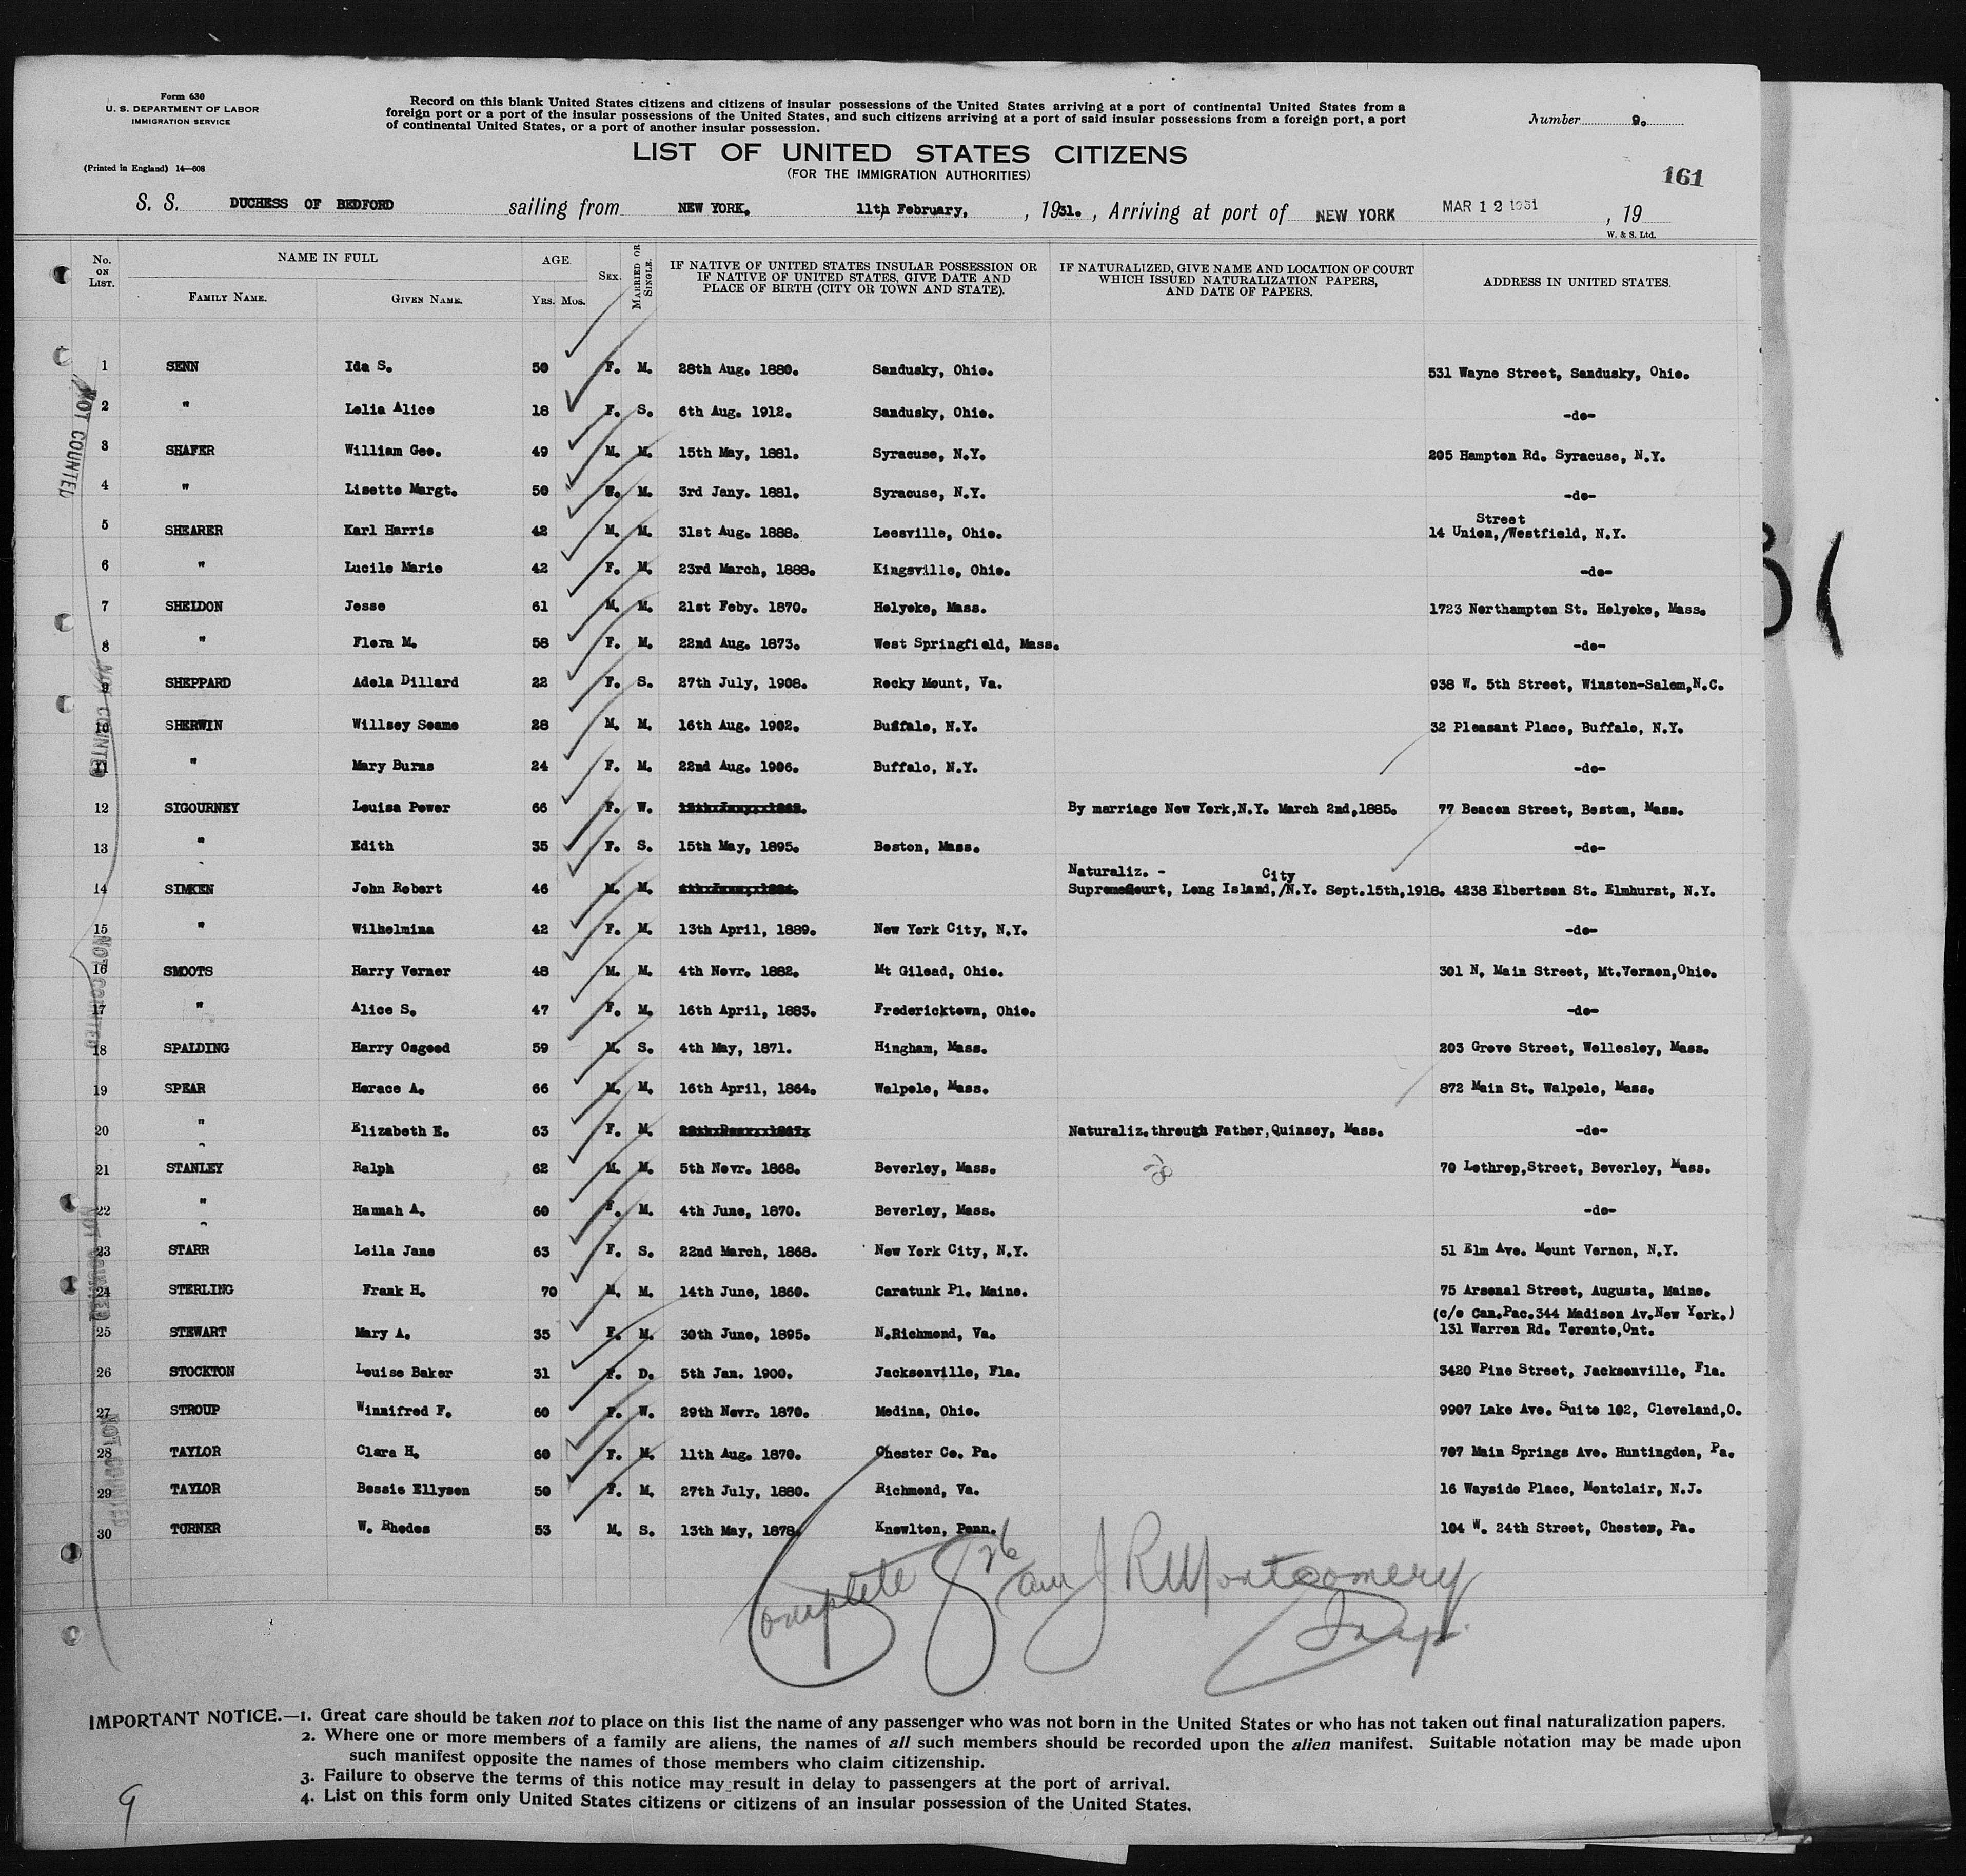 Form 630
U. S. DEPARTMENT OF LABOR
IMMIGRATION SERVICE
(Printed in England) 14—608
Record on this blank United States citizens and citizens of insular possessions of the United States arriving at a port of continental United States from a
foreign port or a port of the insular possessions of the United States, and such citizens arriving at a port of said insular possessions from a foreign port, a port
of continental United States, or a port of another insular possession.
Number 9.
LIST OF UNITED STATES CITIZENS
(FOR THE IMMIGRATION AUTHORITIES)
161
S. S. DUCHESS OF BEDFORD sailing from NEW YORK. 11th February, , 1931. , Arriving at port of NEW YORK MAR 12 1931 , 19
W. & S. Ltd.
No. ON LIST. NAME IN FULL AGE. SEX. MARRIED OR SINGLE. IF NATIVE OF UNITED STATES INSULAR POSSESSION OR IF NATIVE OF UNITED STATES, GIVE DATE AND PLACE OF BIRTH (CITY OR TOWN AND STATE). IF NATURALIZED, GIVE NAME AND LOCATION OF COURT WHICH ISSUED NATURALIZATION PAPERS, AND DATE OF PAPERS. ADDRESS IN UNITED STATES.
FAMILY NAME. GIVEN NAME. YRS. MOS.
1 SENN Ida S. 50 F. M. 28th Aug. 1880. Sandusky, Ohio. 531 Wayne Street, Sandusky, Ohio.
2 " Lelia Alice 18 F. S. 6th Aug. 1912. Sandusky, Ohio. -do-
3 SHAFER William Geo. 49 M. M. 15th May, 1881. Syracuse, N.Y. 205 Hampton Rd. Syracuse, N.Y.
4 " Lisette Margt. 50 M. 3rd Jany. 1881. Syracuse, N.Y. -do-
5 SHEARER Karl Harris 42 M. M. 31st Aug. 1888. Leesville, Ohio. 14 Union,/Westfield, N.Y.
Street
6 " Lucile Marie 42 F. M. 23rd March, 1888. Kingsville, Ohio. -do-
7 SHELDON Jesse 61 M. M. 21st Feby. 1870. Holyoke, Mass. 1723 Northampton St. Holyoke, Mass.
8 " Flora M. 58 F. M. 22nd Aug. 1873. West Springfield, Mass. -do-
9 SHEPPARD Adela Dillard 22 F. S. 27th July, 1908. Rocky Mount, Va. 938 W. 5th Street, Winston-Salem,N.C.
10 SHERWIN Willsey Seame 28 M. M. 16th Aug. 1902. Buffalo, N.Y. 32 Pleasant Place, Buffalo, N.Y.
11 " Mary Burns 24 F. M. 22nd Aug. 1906. Buffalo, N.Y. -do-
12 SIGOURNEY Louisa Power 66 F. W. By marriage New York,N.Y. March 2nd,1885. 77 Beacon Street, Boston, Mass.
13 " Edith 35 F. S. 15th May, 1895. Boston, Mass. -do-
14 SIMKEN John Robert 46 M. M. Naturaliz. - City
Supreme Court, Long Island,/N.Y. Sept.15th,1918. 4238 Elbertson St. Elmhurst, N.Y.
15 " Wilhelmina 42 F. M. 13th April, 1889. New York City, N.Y. -do-
16 SMOOTS Harry Verner 48 M. M. 4th Novr. 1882. Mt Gilead, Ohio. 301 N. Main Street, Mt.Vernon,Ohio.
17 " Alice S. 47 F. M. 16th April, 1883. Fredericktown, Ohio. -do-
18 SPALDING Harry Osgood 59 M. S. 4th May, 1871. Hingham, Mass. 203 Grove Street, Wellesley, Mass.
19 SPEAR Horace A. 66 M. M. 16th April, 1864. Walpole, Mass. 872 Main St. Walpole, Mass.
20 " Elizabeth E. 63 F. M. Naturaliz.through Father,Quinsey, Mass. -do-
21 STANLEY Ralph 62 M. M. 5th Novr. 1868. Beverley, Mass. 70 Lothrop,Street, Beverley, Mass.
22 " Hannah A. 60 F. M. 4th June, 1870. Beverley, Mass. -do-
23 STARR Leila Jane 63 F. S. 22nd March, 1868. New York City, N.Y. 51 Elm Ave. Mount Vernon, N.Y.
24 STERLING Frank H. 70 M. M. 14th June, 1860. Caratunk Pl. Maine. 75 Arsenal Street, Augusta, Maine.
(c/o Can.Pac.344 Madison Av.New York.)
25 STEWART Mary A. 35 F. M. 30th June, 1895. N.Richmond, Va. 131 Warren Rd. Toronto,Ont.
26 STOCKTON Louise Baker 31 F. D. 5th Jan. 1900. Jacksonville, Fla. 3420 Pine Street, Jacksonville, Fla.
27 STROUP Winnifred F. 60 F. W. 29th Novr. 1870. Medina, Ohio. 9907 Lake Ave. Suite 102, Cleveland,O.
28 TAYLOR Clara H. 60 F. M. 11th Aug. 1870. Chester Co. Pa. 707 Main Springs Ave. Huntingdon, Pa.
29 TAYLOR Bessie Ellysen 50 F. M. 27th July, 1880. Richmond, Va. 16 Wayside Place, Montclair, N.J.
30 TURNER W. Rhodes 53 M. S. 13th May, 1878. Knowlton, Penn. 104 W. 24th Street, Chester, Pa.
NOT COUNTED
NOT COUNTED
NOT COUNTED
NOT COUNTED
NOT COUNTED
Complete J R Montgomery
Insp.
IMPORTANT NOTICE.—1. Great care should be taken not to place on this list the name of any passenger who was not born in the United States or who has not taken out final naturalization papers.
2. Where one or more members of a family are aliens, the names of all such members should be recorded upon the alien manifest. Suitable notation may be made upon
such manifest opposite the names of those members who claim citizenship.
3. Failure to observe the terms of this notice may result in delay to passengers at the port of arrival.
4. List on this form only United States citizens or citizens of an insular possession of the United States.
9